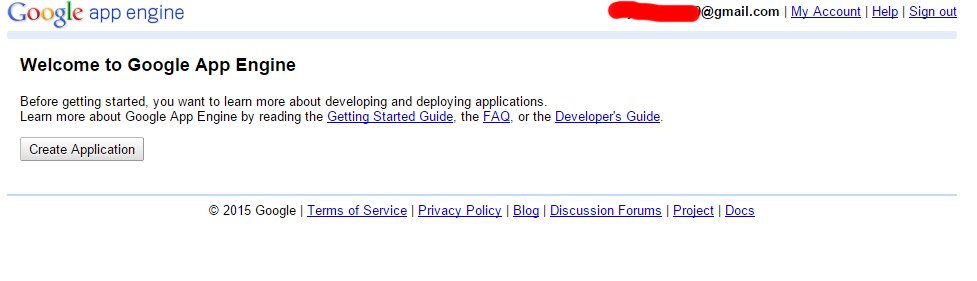 Google app engine
@gmail.com | My Account | Help | Sign out
Welcome to Google App Engine
Before getting started, you want to learn more about developing and deploying applications.
Learn more about Google App Engine by reading the Getting Started Guide, the FAQ, or the Developer's Guide.
Create Application
© 2015 Google | Terms of Service | Privacy Policy | Blog | Discussion Forums | Project | Docs